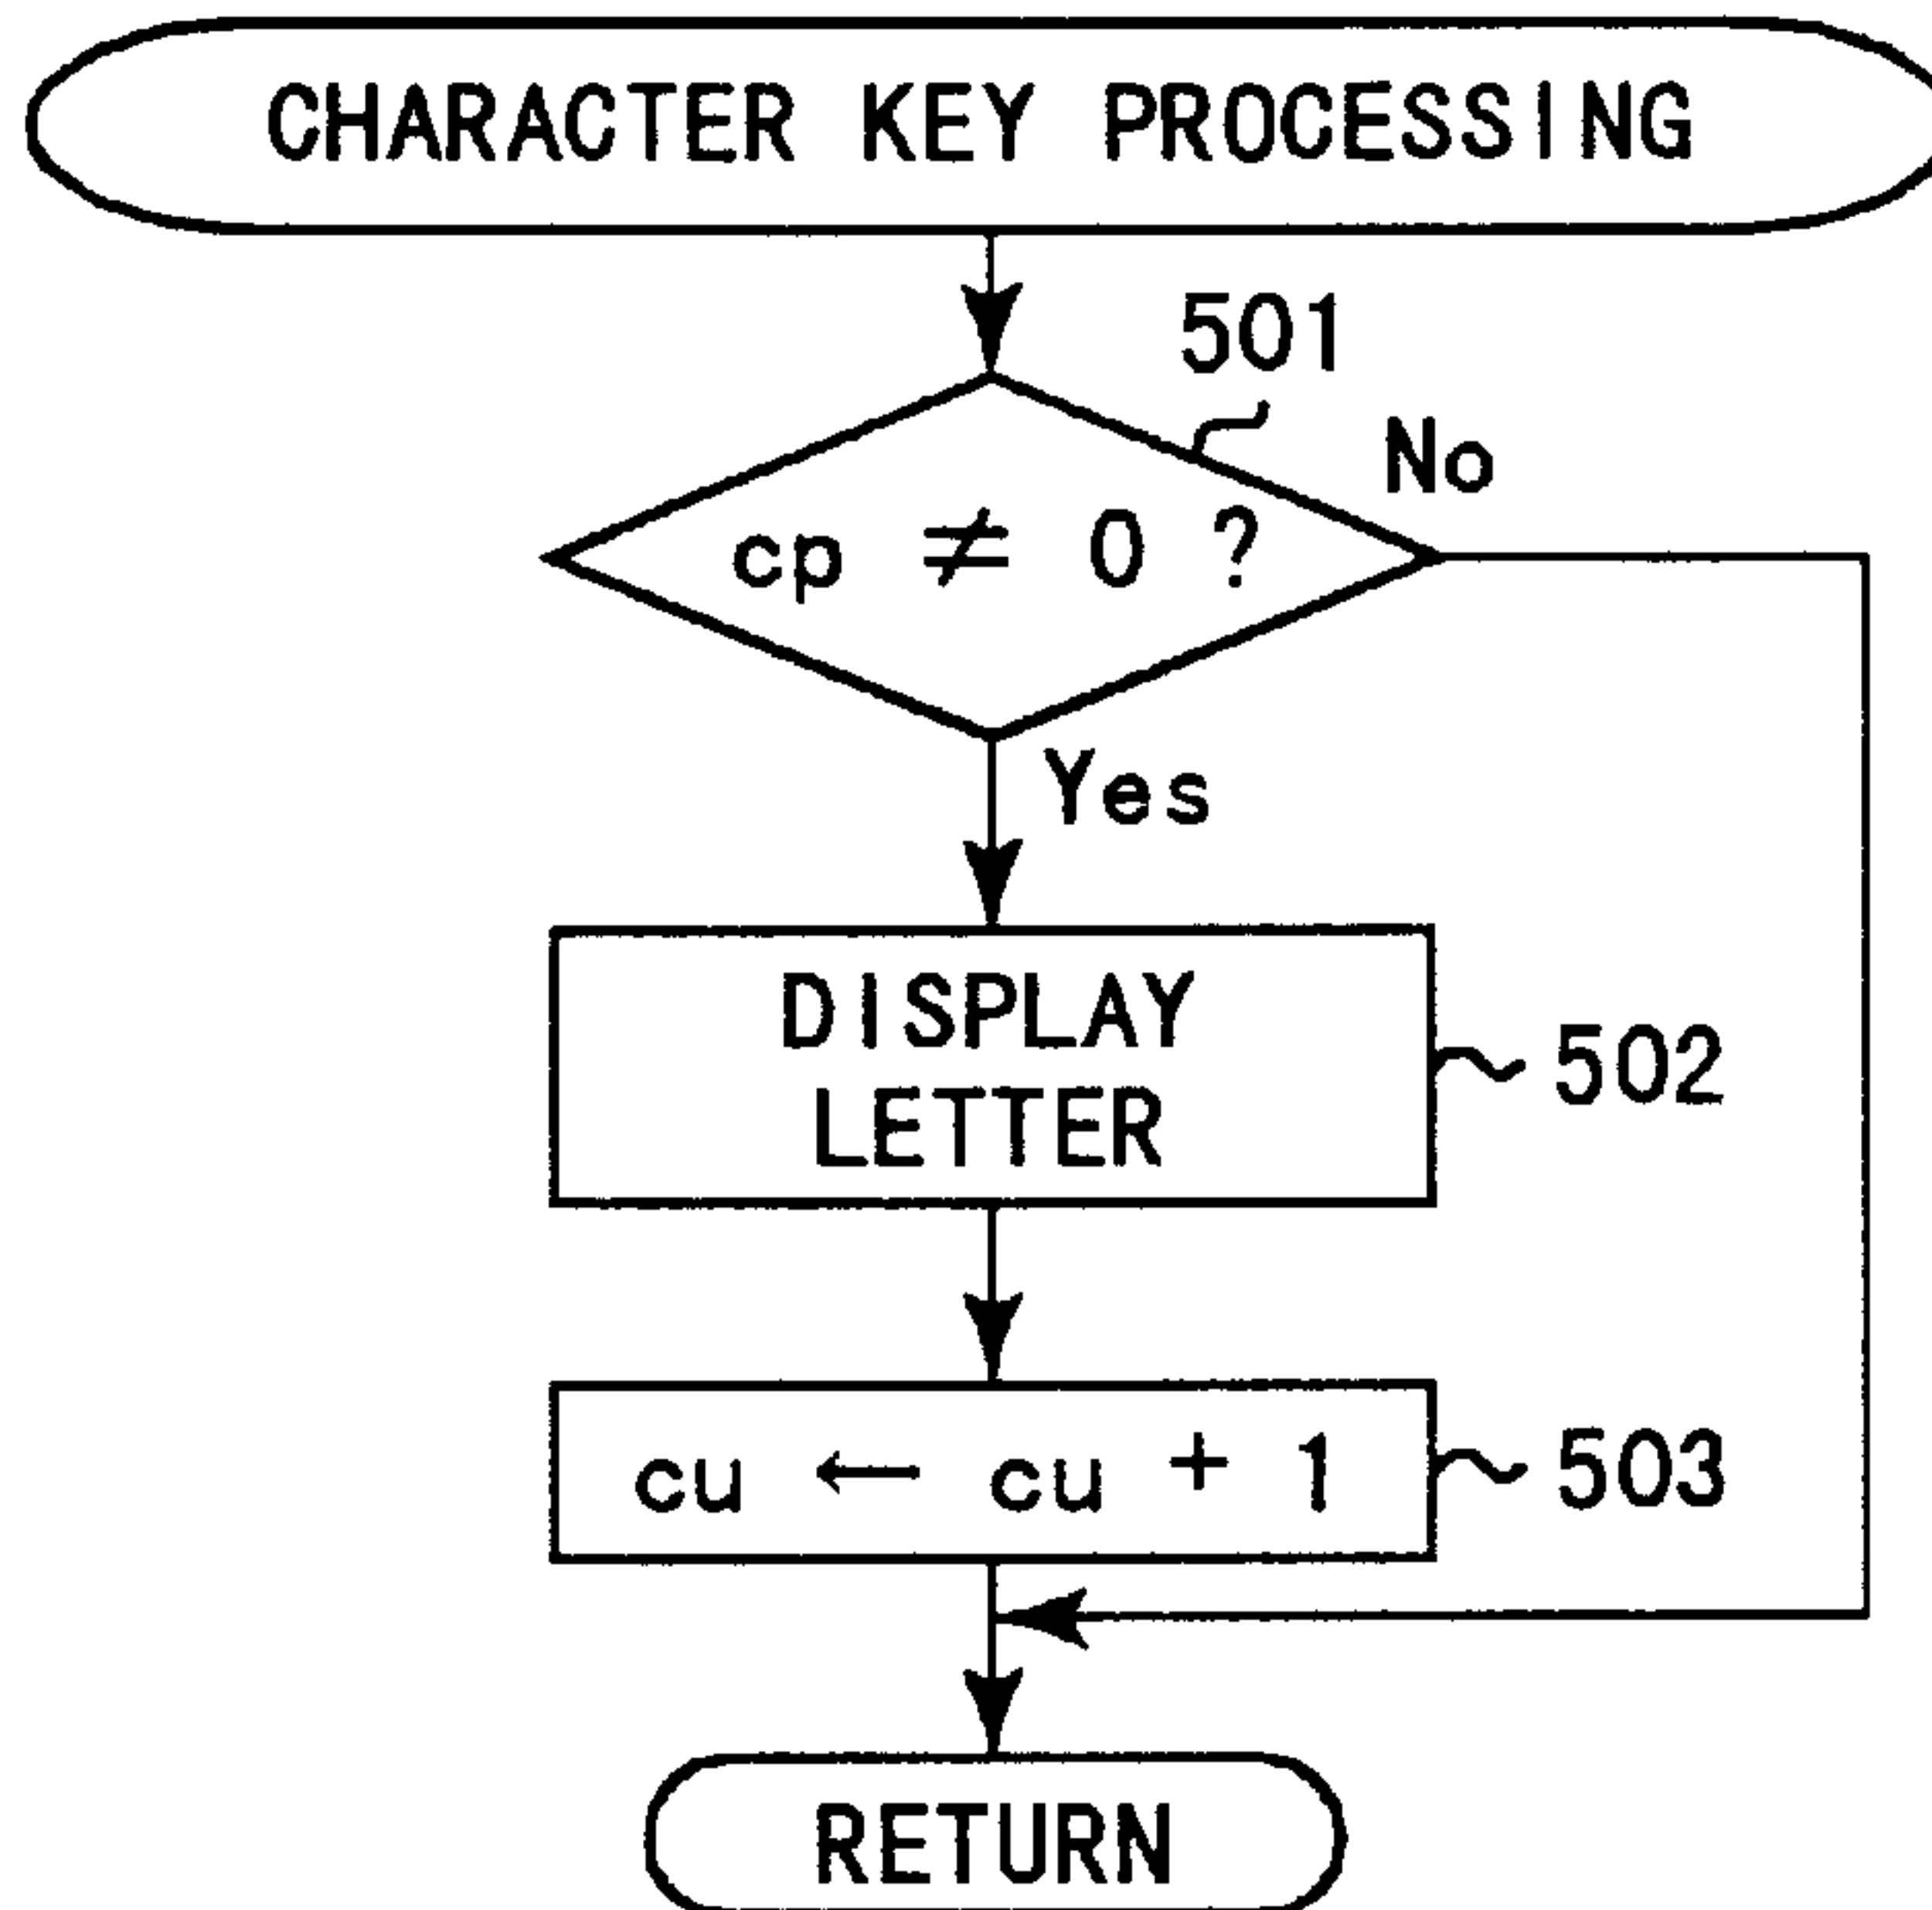 CHARACTER KEY PROCESSING
501
No
cp ≠ 0 ?
Yes
DISPLAY
LETTER
502
cu ← cu + 1
503
RETURN